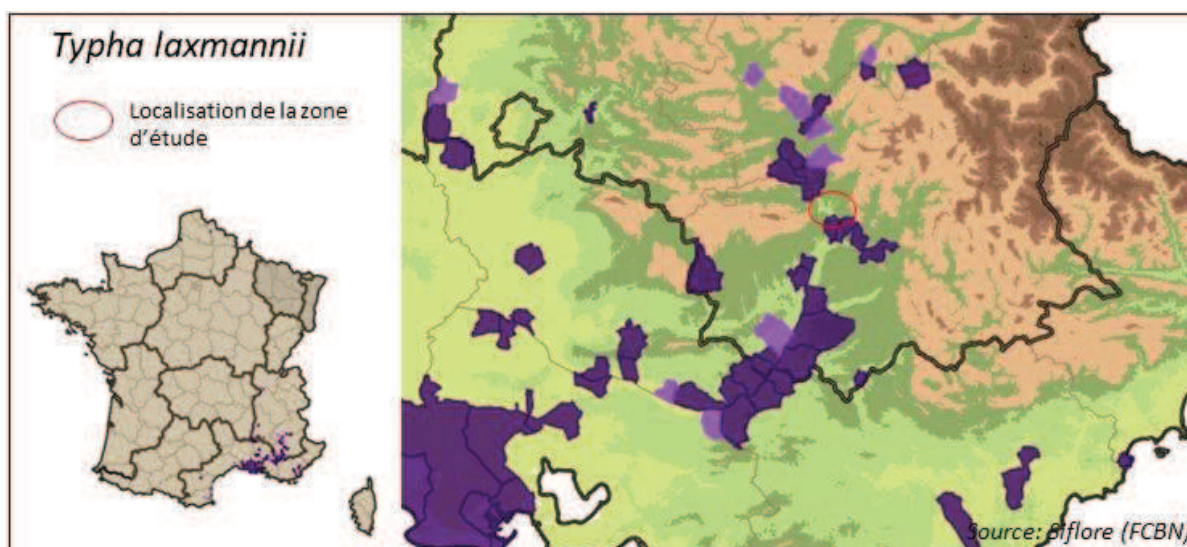 Typha laxmannii
Localisation de la zone
d'étude
Source: Siflore (FCBN)